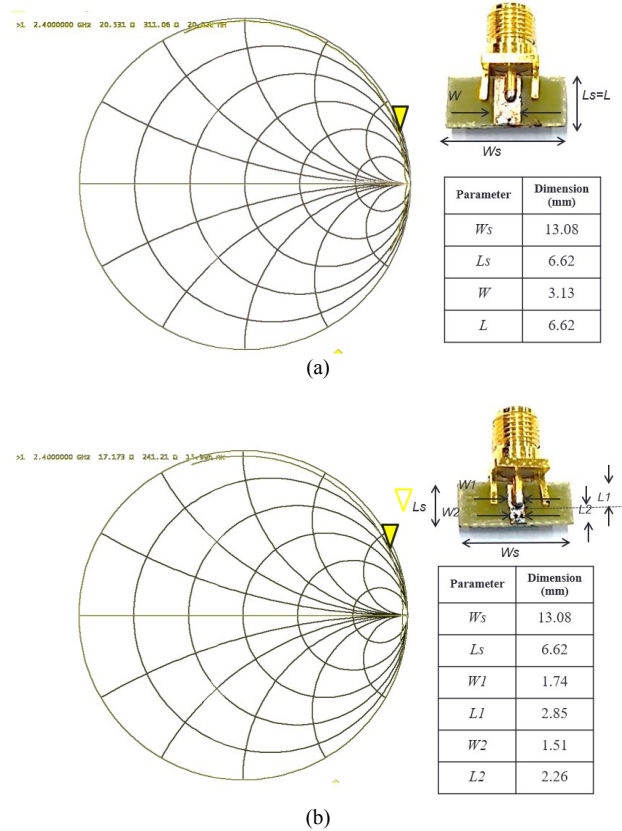 >1 2.4000000 GHz 20.531 Ω 311.06 Ω
W
Ls=L
Ws
Parameter Dimension (mm)
Ws 13.08
Ls 6.62
W 3.13
L 6.62
(a)
>1 2.4000000 GHz 17.173 Ω 241.21 Ω
W1
L1
Ls
W2
L2
Ws
Parameter Dimension (mm)
Ws 13.08
Ls 6.62
W1 1.74
L1 2.85
W2 1.51
L2 2.26
(b)